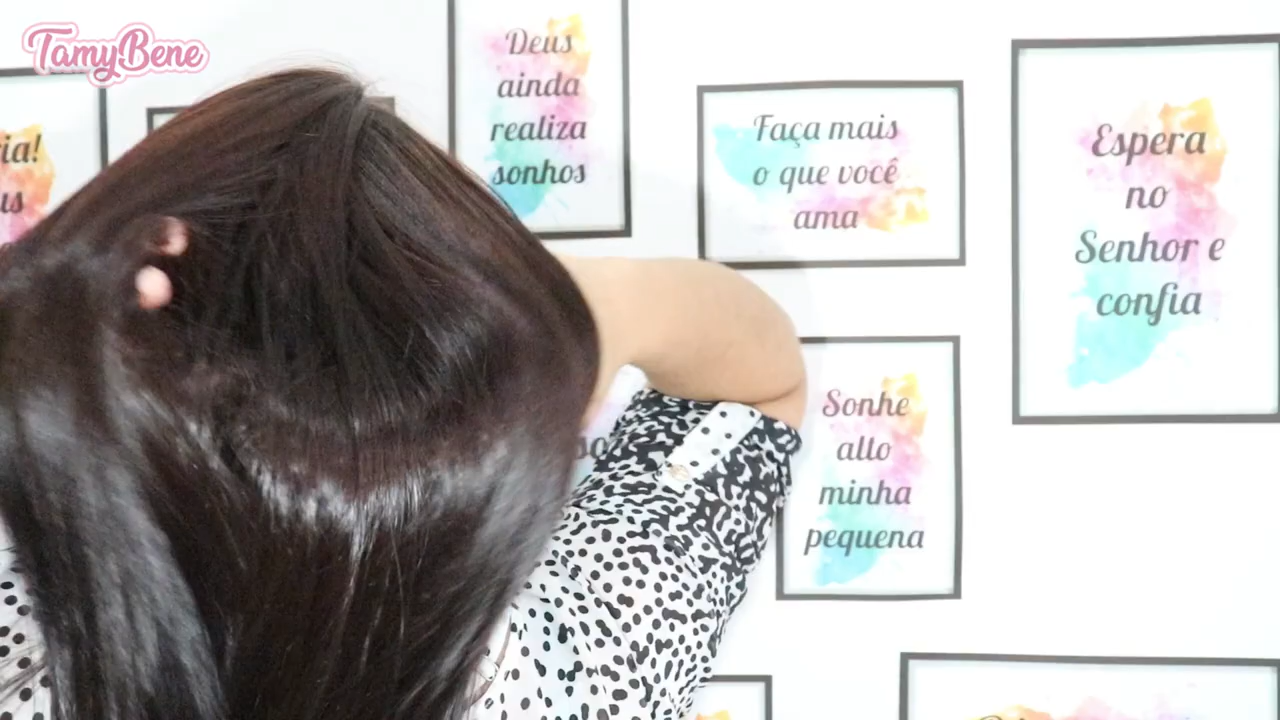 TamyBene
Deus
ainda
realiza
sonhos
Faça mais
o que você
ama
Espera
no
Senhor e
confia
Sonhe
alto
minha
pequena